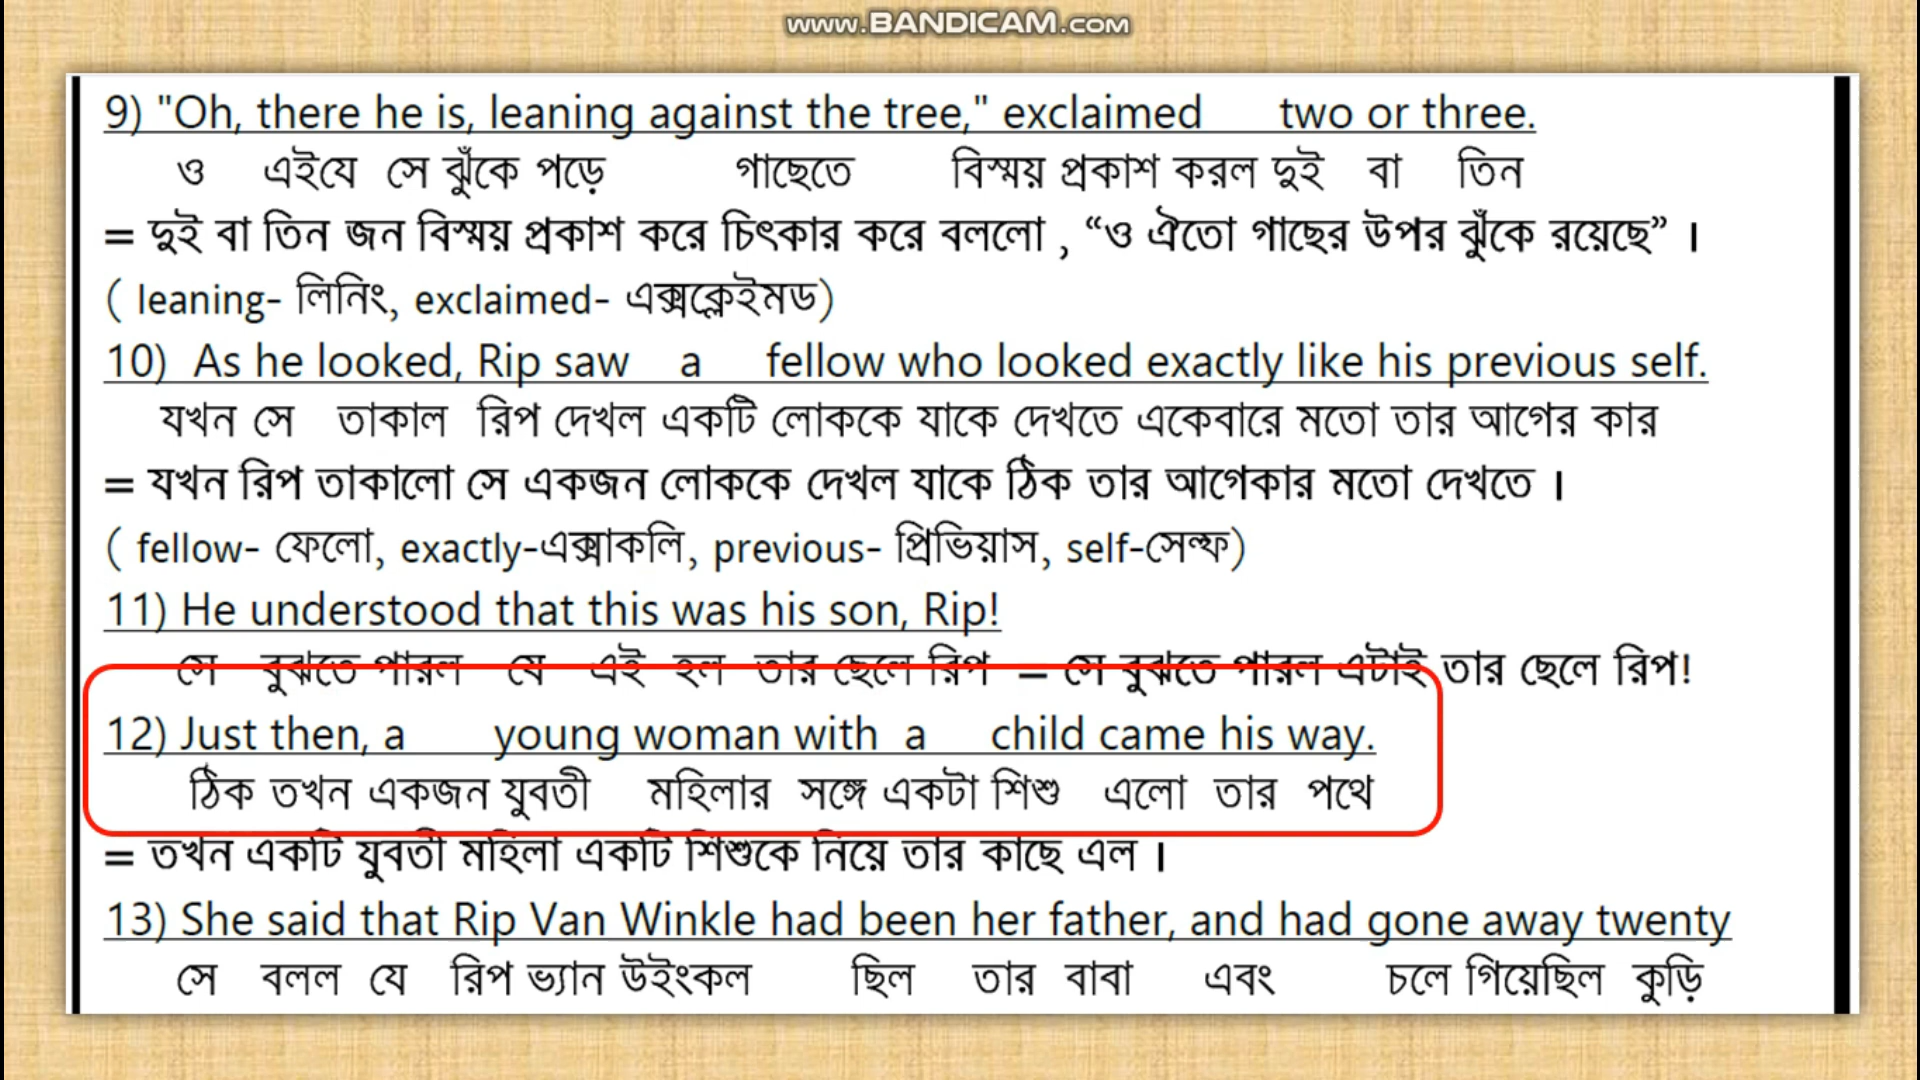 www.BANDICAM.com
9) "Oh, there he is, leaning against the tree," exclaimed two or three.
ও এইযে সে ঝুঁকে পড়ে গাছেতে বিস্ময় প্রকাশ করল দুই বা তিন
= দুই বা তিন জন বিস্ময় প্রকাশ করে চিৎকার করে বললো , “ও ঐতো গাছের উপর ঝুঁকে রয়েছে” ।
( leaning- লিনিং, exclaimed- এক্সক্লেইমড)
10) As he looked, Rip saw a fellow who looked exactly like his previous self.
যখন সে তাকাল রিপ দেখল একটি লোককে যাকে দেখতে একেবারে মতো তার আগের কার
= যখন রিপ তাকালো সে একজন লোককে দেখল যাকে ঠিক তার আগেকার মতো দেখতে ।
( fellow- ফেলো, exactly-এক্সাকলি, previous- প্রিভিয়াস, self-সেল্ফ)
11) He understood that this was his son, Rip!
সে বুঝতে পারল যে এই হল তার ছেলে রিপ = সে বুঝতে পারল এটাই তার ছেলে রিপ!
12) Just then, a young woman with a child came his way.
ঠিক তখন একজন যুবতী মহিলার সঙ্গে একটা শিশু এলো তার পথে
= তখন একটি যুবতী মহিলা একটি শিশুকে নিয়ে তার কাছে এল ।
13) She said that Rip Van Winkle had been her father, and had gone away twenty
সে বলল যে রিপ ভ্যান উইংকল ছিল তার বাবা এবং চলে গিয়েছিল কুড়ি